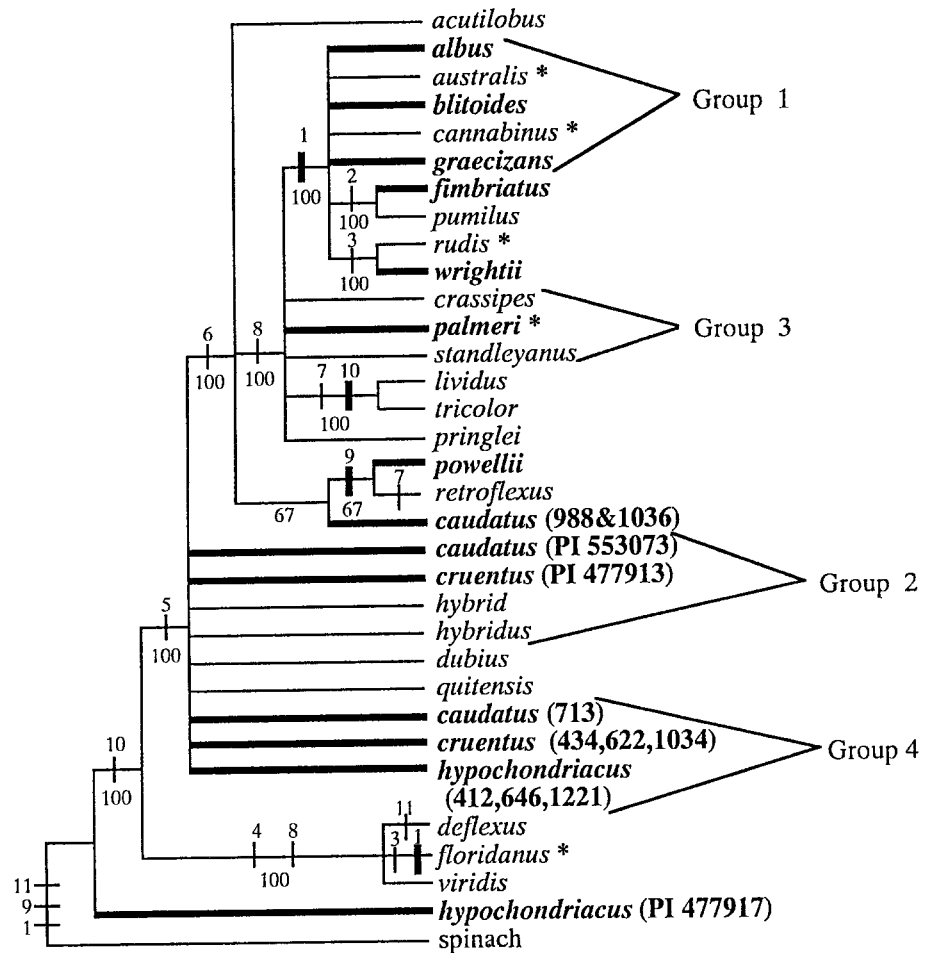 acutilobus
albus
australis *
Group 1
blitoides
cannabinus *
1
graecizans
100
2
fimbriatus
100
pumilus
3
rudis *
100
wrightii
crassipes
6
8
palmeri *
Group 3
100
100
standleyanus
7
10
lividus
100
tricolor
pringlei
9
powellii
7
retroflexus
67
67
caudatus (988&1036)
caudatus (PI 553073)
cruentus (PI 477913)
Group 2
5
hybrid
hybridus
100
dubius
quitensis
caudatus (713)
cruentus (434,622,1034)
Group 4
10
hypochondriacus
100
(412,646,1221)
11
deflexus
4
8
3
1
floridanus *
100
viridis
11
9
hypochondriacus (PI 477917)
1
spinach